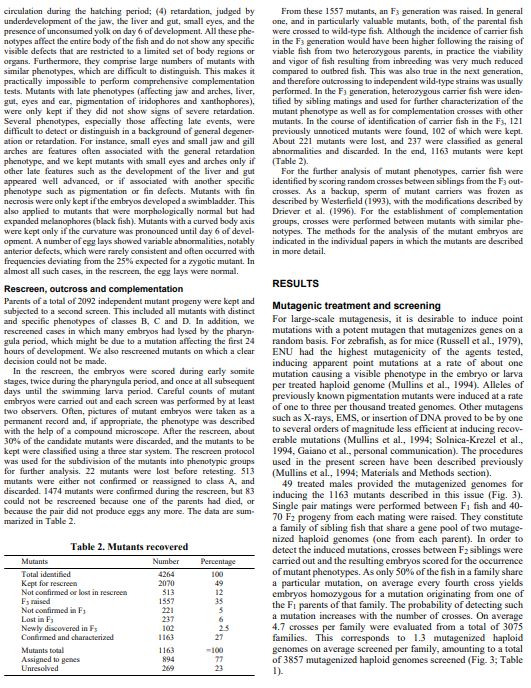 circulation during the hatching period; (4) retardation, judged by
underdevelopment of the jaw, the liver and gut, small eyes, and the
presence of unconsumed yolk on day 6 of development. All these phe-
notypes affect the entire body of the fish and do not show any specific
visible defects that are restricted to a limited set of body regions or
organs. Furthermore, they comprise large numbers of mutants with
similar phenotypes, which are difficult to distinguish. This makes it
practically impossible to perform comprehensive complementation
tests. Mutants with late phenotypes (affecting jaw and arches, liver,
gut, eyes and ear, pigmentation of iridophores and xanthophores),
were only kept if they did not show signs of severe retardation.
Several phenotypes, especially those affecting late events, were
difficult to detect or distinguish in a background of general degener-
ation or retardation. For instance, small eyes and small jaw and gill
arches are features often associated with the general retardation
phenotype, and we kept mutants with small eyes and arches only if
other late features such as the development of the liver and gut
appeared well advanced, or if associated with another specific
phenotype such as pigmentation or fin defects. Mutants with fin
necrosis were only kept if the embryos developed a swimbladder. This
also applied to mutants that were morphologically normal but had
expanded melanophores (black fish). Mutants with a curved body axis
were kept only if the curvature was pronounced until day 6 of devel-
opment. A number of egg lays showed variable abnormalities, notably
anterior defects, which were rarely consistent and often occurred with
frequencies deviating from the 25% expected for a zygotic mutant. In
almost all such cases, in the rescreen, the egg lays were normal.
Rescreen, outcross and complementation
Parents of a total of 2092 independent mutant progeny were kept and
subjected to a second screen. This included all mutants with distinct
and specific phenotypes of classes B, C and D. In addition, we
rescreened cases in which many embryos had lysed by the pharyn-
gula period, which might be due to a mutation affecting the first 24
hours of development. We also rescreened mutants on which a clear
decision could not be made.
In the rescreen, the embryos were scored during early somite
stages, twice during the pharyngula period, and once at all subsequent
days until the swimming larva period. Careful counts of mutant
embryos were carried out and each screen was performed by at least
two observers. Often, pictures of mutant embryos were taken as a
permanent record and, if appropriate, the phenotype was described
with the help of a compound microscope. After the rescreen, about
30% of the candidate mutants were discarded, and the mutants to be
kept were classified using a three star system. The rescreen protocol
was used for the subdivision of the mutants into phenotypic groups
for further analysis. 22 mutants were lost before retesting. 513
mutants were either not confirmed or reassigned to class A, and
discarded. 1474 mutants were confirmed during the rescreen, but 83
could not be rescreened because one of the parents had died, or
because the pair did not produce eggs any more. The data are sum-
marized in Table 2.
Table 2. Mutants recovered
Mutants Number Percentage
Total identified 4264 100
Kept for rescreen 2070 49
Not confirmed or lost in rescreen 513 12
F3 raised 1557 35
Not confirmed in F3 221 5
Lost in F3 237 6
Newly discovered in F3 102 2.5
Confirmed and characterized 1163 27
Mutants total 1163 =100
Assigned to genes 894 77
Unresolved 269 23
From these 1557 mutants, an F3 generation was raised. In general
one, and in particularly valuable mutants, both, of the parental fish
were crossed to wild-type fish. Although the incidence of carrier fish
in the F3 generation would have been higher following the raising of
viable fish from two heterozygous parents, in practice the viability
and vigor of fish resulting from inbreeding was very much reduced
compared to outbred fish. This was also true in the next generation,
and therefore outcrossing to independent wild-type strains was usually
performed. In the F3 generation, heterozygous carrier fish were iden-
tified by sibling matings and used for further characterization of the
mutant phenotype as well as for complementation crosses with other
mutants. In the course of identification of carrier fish in the F3, 121
previously unnoticed mutants were found, 102 of which were kept.
About 221 mutants were lost, and 237 were classified as general
abnormalities and discarded. In the end, 1163 mutants were kept
(Table 2).
For the further analysis of mutant phenotypes, carrier fish were
identified by scoring random crosses between siblings from the F3 out-
crosses. As a backup, sperm of mutant carriers was frozen as
described by Westerfield (1993), with the modifications described by
Driever et al. (1996). For the establishment of complementation
groups, crosses were performed between mutants with similar phe-
notypes. The methods for the analysis of the mutant embryos are
indicated in the individual papers in which the mutants are described
in more detail.
RESULTS
Mutagenic treatment and screening
For large-scale mutagenesis, it is desirable to induce point
mutations with a potent mutagen that mutagenizes genes on a
random basis. For zebrafish, as for mice (Russell et al., 1979),
ENU had the highest mutagenicity of the agents tested,
inducing apparent point mutations at a rate of about one
mutation causing a visible phenotype in the embryo or larva
per treated haploid genome (Mullins et al., 1994). Alleles of
previously known pigmentation mutants were induced at a rate
of one to three per thousand treated genomes. Other mutagens
such as X-rays, EMS, or insertion of DNA proved to be by one
to several orders of magnitude less efficient at inducing recov-
erable mutations (Mullins et al., 1994; Solnica-Krezel et al.,
1994, Gaiano et al., personal communication). The procedures
used in the present screen have been described previously
(Mullins et al., 1994; Materials and Methods section).
49 treated males provided the mutagenized genomes for
inducing the 1163 mutants described in this issue (Fig. 3).
Single pair matings were performed between F1 fish and 40-
70 F2 progeny from each mating were raised. They constitute
a family of sibling fish that share a gene pool of two mutage-
nized haploid genomes (one from each parent). In order to
detect the induced mutations, crosses between F2 siblings were
carried out and the resulting embryos scored for the occurrence
of mutant phenotypes. As only 50% of the fish in a family share
a particular mutation, on average every fourth cross yields
embryos homozygous for a mutation originating from one of
the F1 parents of that family. The probability of detecting such
a mutation increases with the number of crosses. On average
4.7 crosses per family were evaluated from a total of 3075
families. This corresponds to 1.3 mutagenized haploid
genomes on average screened per family, amounting to a total
of 3857 mutagenized haploid genomes screened (Fig. 3; Table
1).